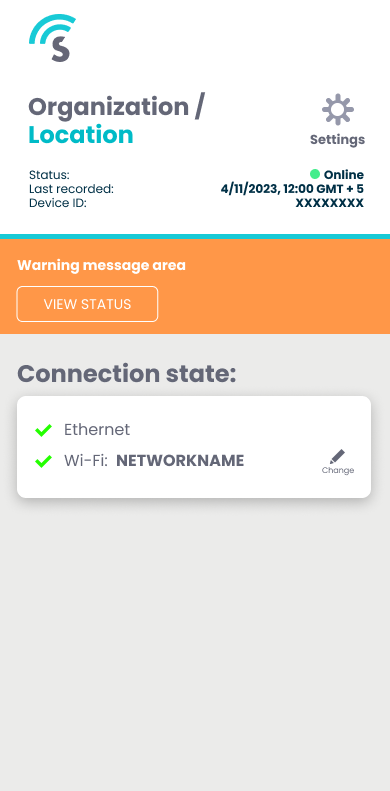 S
Organization /
Location
Settings
Status:
Online
Last recorded:
4/11/2023, 12:00 GMT + 5
Device ID:
XXXXXXXX
Warning message area
VIEW STATUS
Connection state:
Ethernet
Wi-Fi: NETWORKNAME
Change